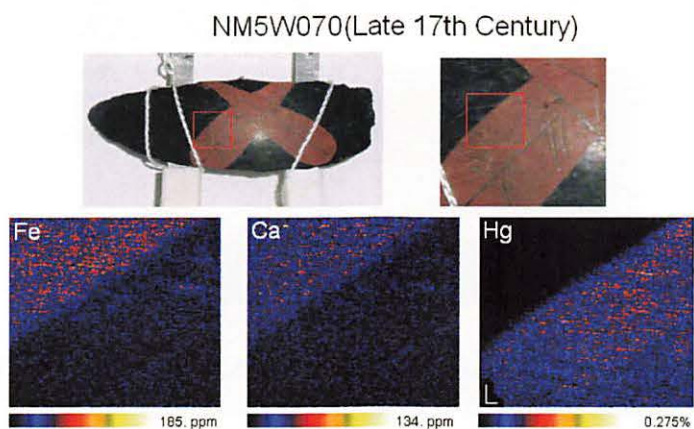 NM5W070(Late 17th Century)
Fe
Ca
Hg
L
185. ppm
134. ppm
0.275%